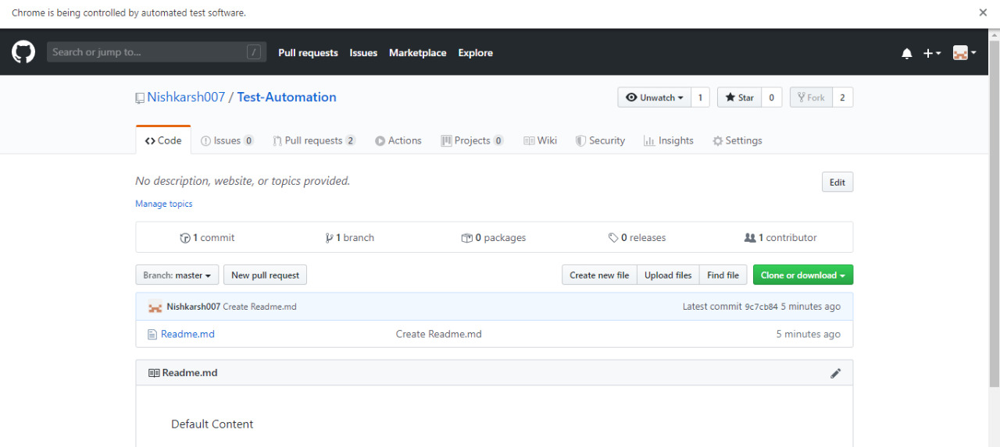 Chrome is being controlled by automated test software.
Search or jump to... / Pull requests Issues Marketplace Explore
Nishkarsh007 / Test-Automation Unwatch 1 Star 0 Fork 2
Code Issues 0 Pull requests 2 Actions Projects 0 Wiki Security Insights Settings
No description, website, or topics provided. Edit
Manage topics
1 commit 1 branch 0 packages 0 releases 1 contributor
Branch: master New pull request Create new file Upload files Find file Clone or download
Nishkarsh007 Create Readme.md Latest commit 9c7cb84 5 minutes ago
Readme.md Create Readme.md 5 minutes ago
Readme.md
Default Content